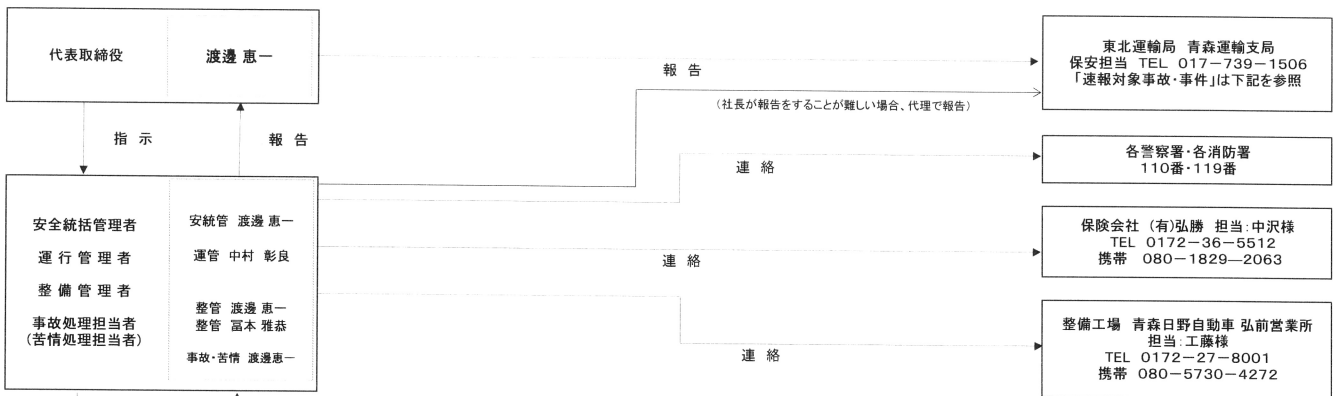 代表取締役 渡邉 恵一
報 告
(社長が報告をすることが難しい場合、代理で報告)
東北運輸局 青森運輸支局
保安担当 TEL 017-739-1506
「速報対象事故・事件」は下記を参照
指 示
報 告
連 絡
各警察署・各消防署
110番・119番
安全統括管理者
運 行 管 理 者
整 備 管 理 者
事故処理担当者
(苦情処理担当者)
安統管 渡邉 恵一
運管 中村 彰良
整管 渡邉 恵一
整管 冨本 雅恭
事故・苦情 渡邉恵一
連 絡
保険会社 (有)弘勝 担当:中沢様
TEL 0172-36-5512
携帯 080-1829—2063
連 絡
整備工場 青森日野自動車 弘前営業所
担当:工藤様
TEL 0172-27-8001
携帯 080-5730-4272